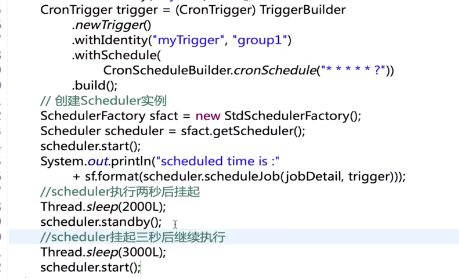 CronTrigger trigger = (CronTrigger) TriggerBuilder
.newTrigger()
.withIdentity("myTrigger", "group1")
.withSchedule(
CronScheduleBuilder.cronSchedule("* * * * * ?"))
.build();
// 创建Scheduler实例
SchedulerFactory sfact = new StdSchedulerFactory();
Scheduler scheduler = sfact.getScheduler();
scheduler.start();
System.out.println("scheduled time is :"
+ sf.format(scheduler.scheduleJob(jobDetail, trigger)));
//scheduler执行两秒后挂起
Thread.sleep(2000L);
scheduler.standby();
//scheduler挂起三秒后继续执行
Thread.sleep(3000L);
scheduler.start();